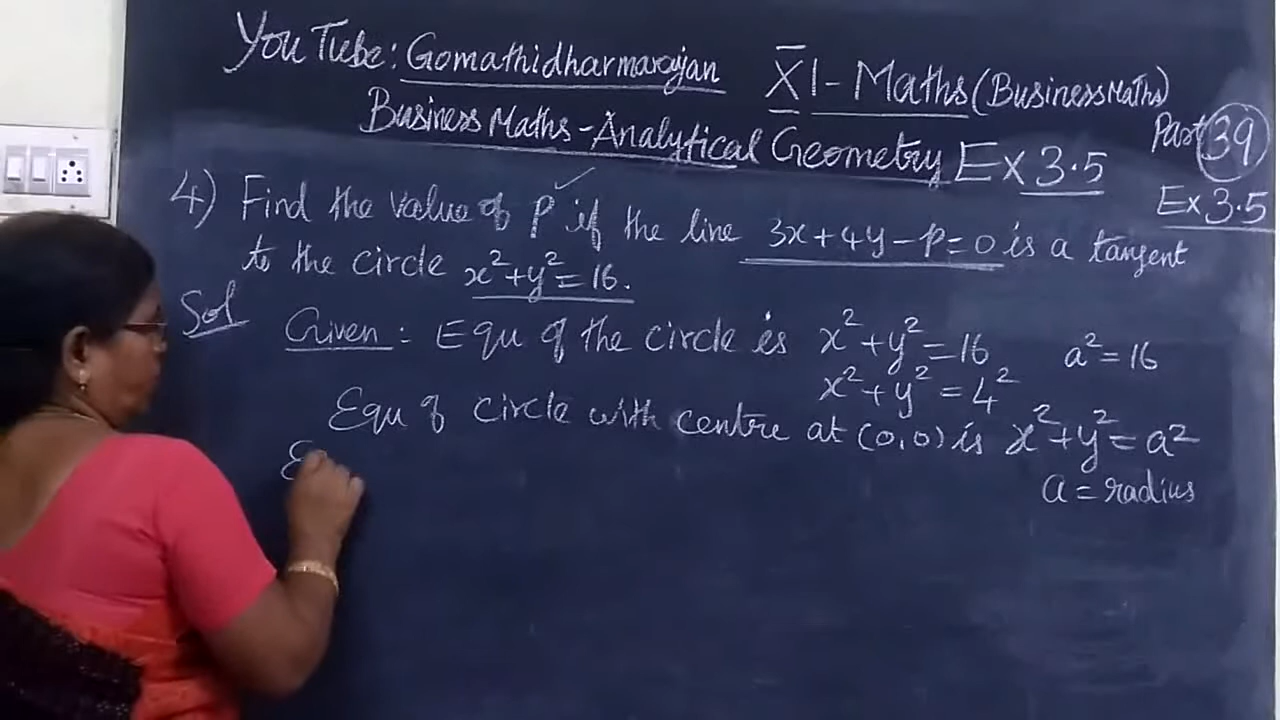 YouTube: Gomathidharmarajan XI - Maths (Business Maths)
Business Maths - Analytical Geometry Ex 3.5
Part 39
Ex 3.5
4) Find the value of P if the line 3x+4y-P=0 is a tangent
to the circle x²+y²=16.
Sol
Given : Equ of the circle is x²+y²=16 a²=16
x²+y²=4²
Equ of circle with centre at (0,0) is x²+y²=a²
a = radius
E